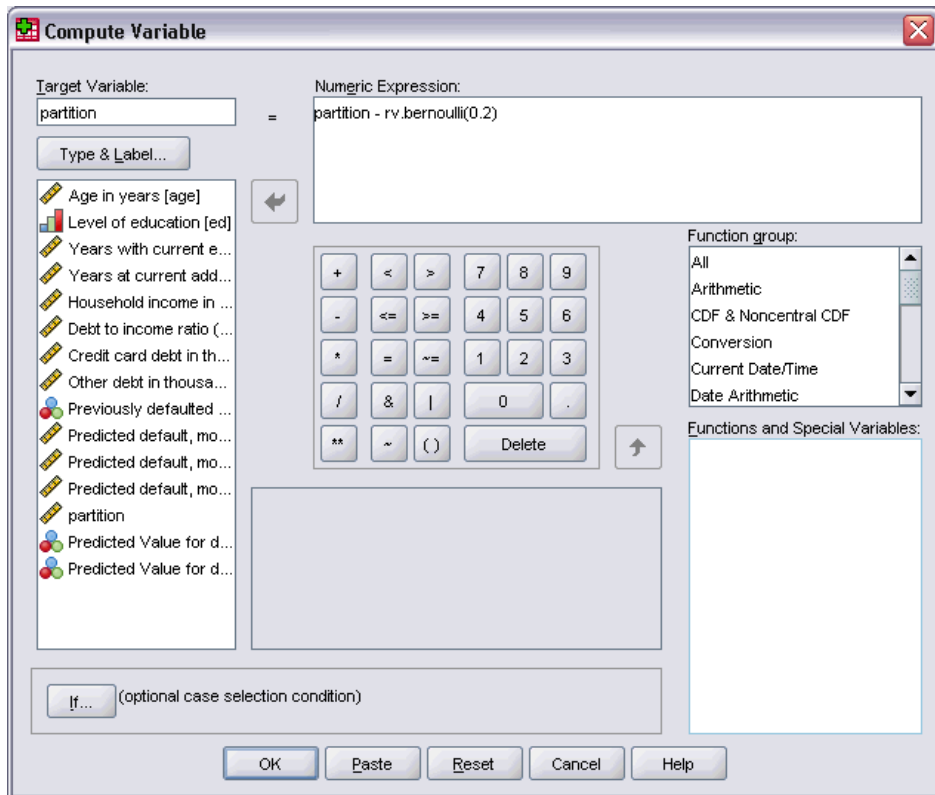 Compute Variable
Target Variable:
partition
=
Numeric Expression:
partition - rv.bernoulli(0.2)
Type & Label...
Age in years [age]
Level of education [ed]
Years with current e...
Years at current add...
Household income in ...
Debt to income ratio (...
Credit card debt in th...
Other debt in thousa...
Previously defaulted ...
Predicted default, mo...
Predicted default, mo...
Predicted default, mo...
partition
Predicted Value for d...
Predicted Value for d...
+ < > 7 8 9
- <= >= 4 5 6
* = ~= 1 2 3
/ & | 0 .
** ~ ( ) Delete
Function group:
All
Arithmetic
CDF & Noncentral CDF
Conversion
Current Date/Time
Date Arithmetic
Functions and Special Variables:
If... (optional case selection condition)
OK Paste Reset Cancel Help